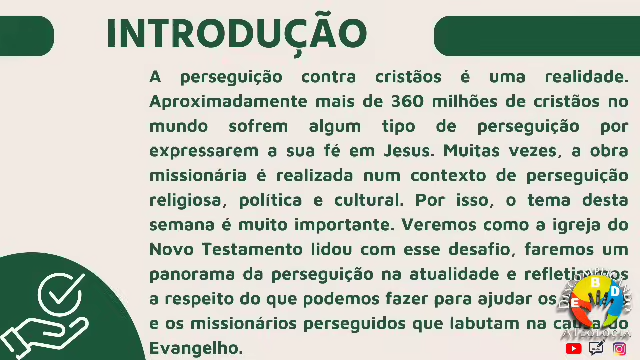 INTRODUÇÃO
A perseguição contra cristãos é uma realidade.
Aproximadamente mais de 360 milhões de cristãos no
mundo sofrem algum tipo de perseguição por
expressarem a sua fé em Jesus. Muitas vezes, a obra
missionária é realizada num contexto de perseguição
religiosa, política e cultural. Por isso, o tema desta
semana é muito importante. Veremos como a igreja do
Novo Testamento lidou com esse desafio, faremos um
panorama da perseguição na atualidade e
a respeito do que podemos fazer para ajudar os
e os missionários perseguidos que labutam na do
Evangelho.
E B D